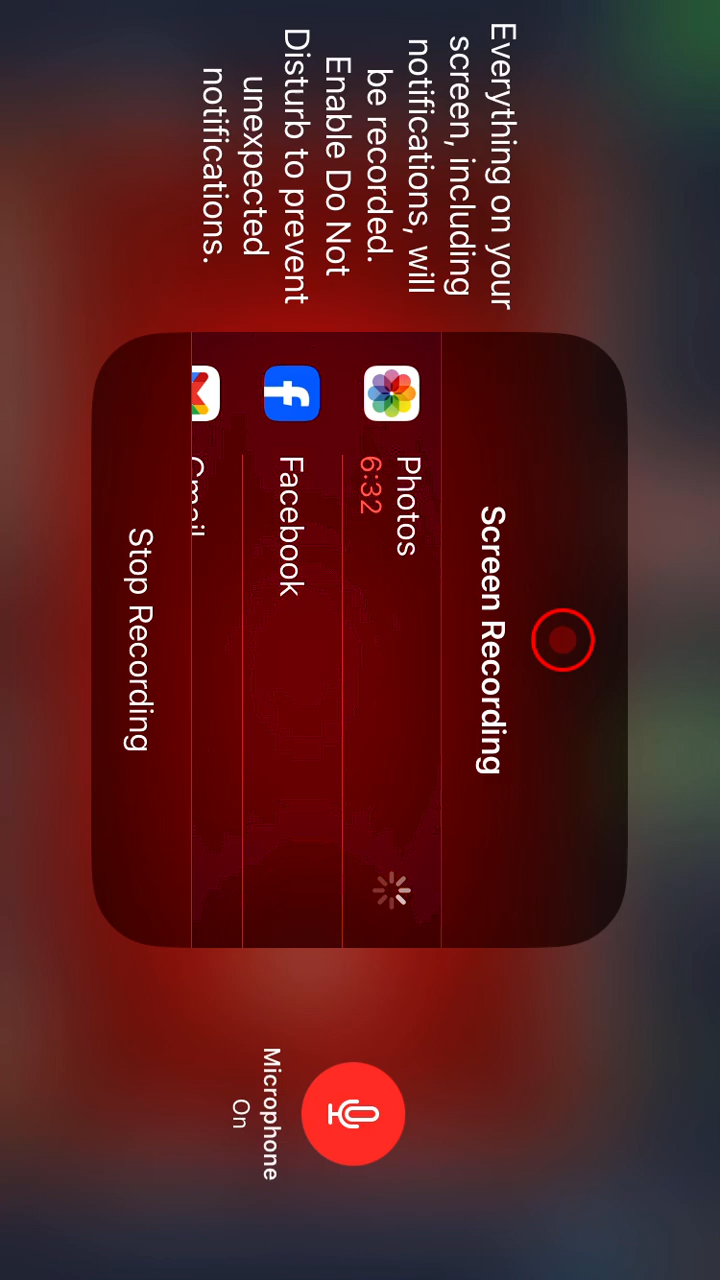 Everything on your
screen, including
notifications, will
be recorded.
Enable Do Not
Disturb to prevent
unexpected
notifications.
Screen Recording
Photos
6:32
Facebook
Gmail
Stop Recording
Microphone
On